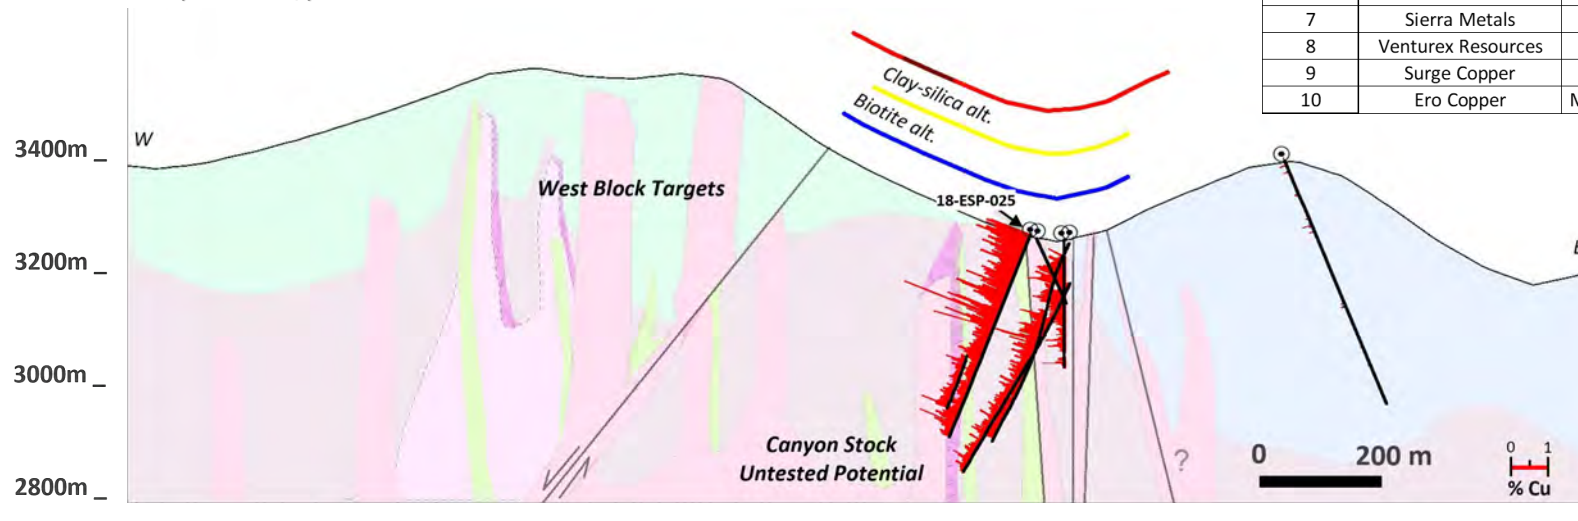 7 Sierra Metals
8 Venturex Resources
9 Surge Copper
10 Ero Copper M
W
3400m
3200m
3000m
2800m
Clay-silica alt.
Biotite alt.
West Block Targets
18-ESP-025
Canyon Stock
Untested Potential
?
0 200 m
0 1
% Cu